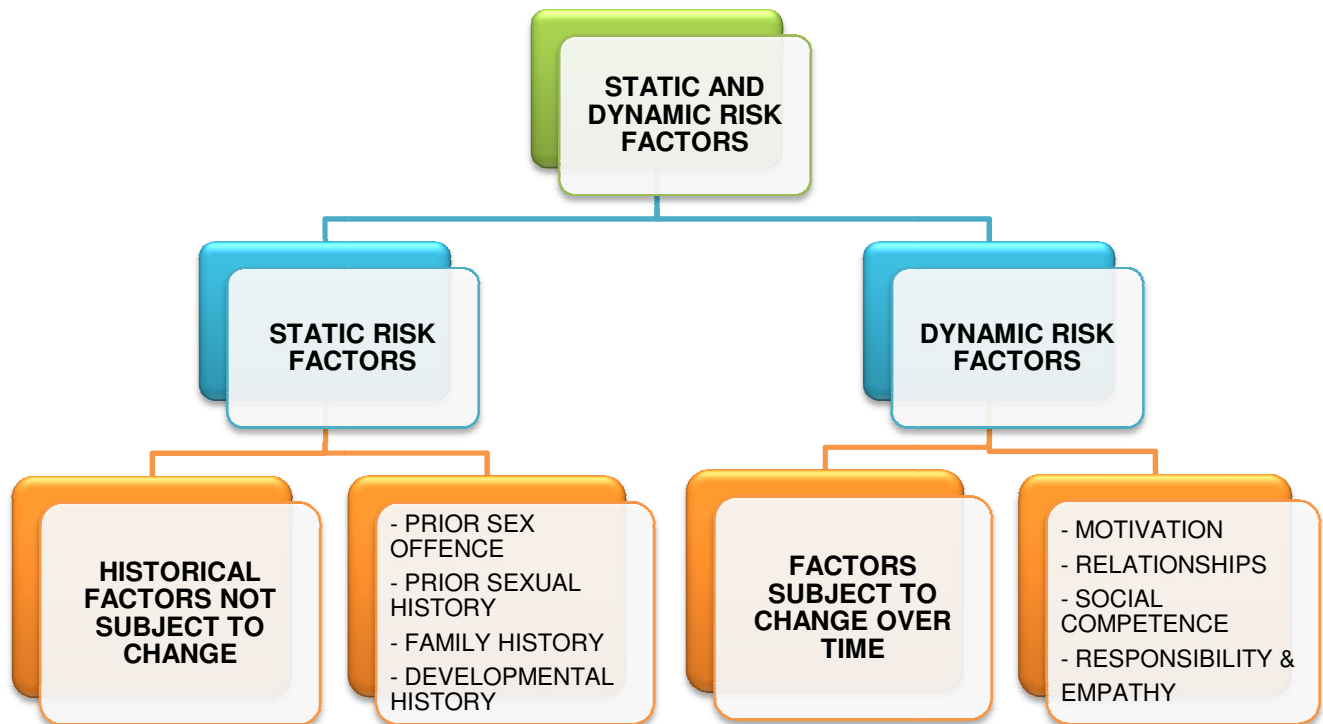 STATIC AND
DYNAMIC RISK
FACTORS
STATIC RISK
FACTORS
DYNAMIC RISK
FACTORS
HISTORICAL
FACTORS NOT
SUBJECT TO
CHANGE
- PRIOR SEX
OFFENCE
- PRIOR SEXUAL
HISTORY
- FAMILY HISTORY
- DEVELOPMENTAL
HISTORY
FACTORS
SUBJECT TO
CHANGE OVER
TIME
- MOTIVATION
- RELATIONSHIPS
- SOCIAL
COMPETENCE
- RESPONSIBILITY &
EMPATHY